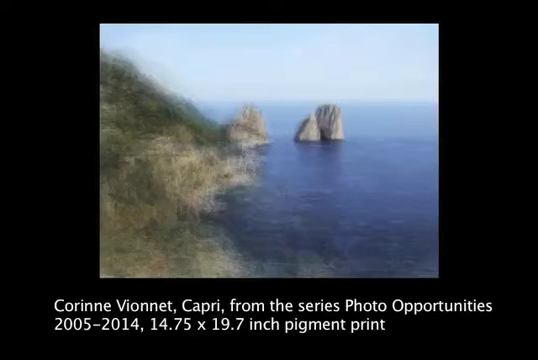 Corinne Vionnet, Capri, from the series Photo Opportunities
2005-2014, 14.75 x 19.7 inch pigment print